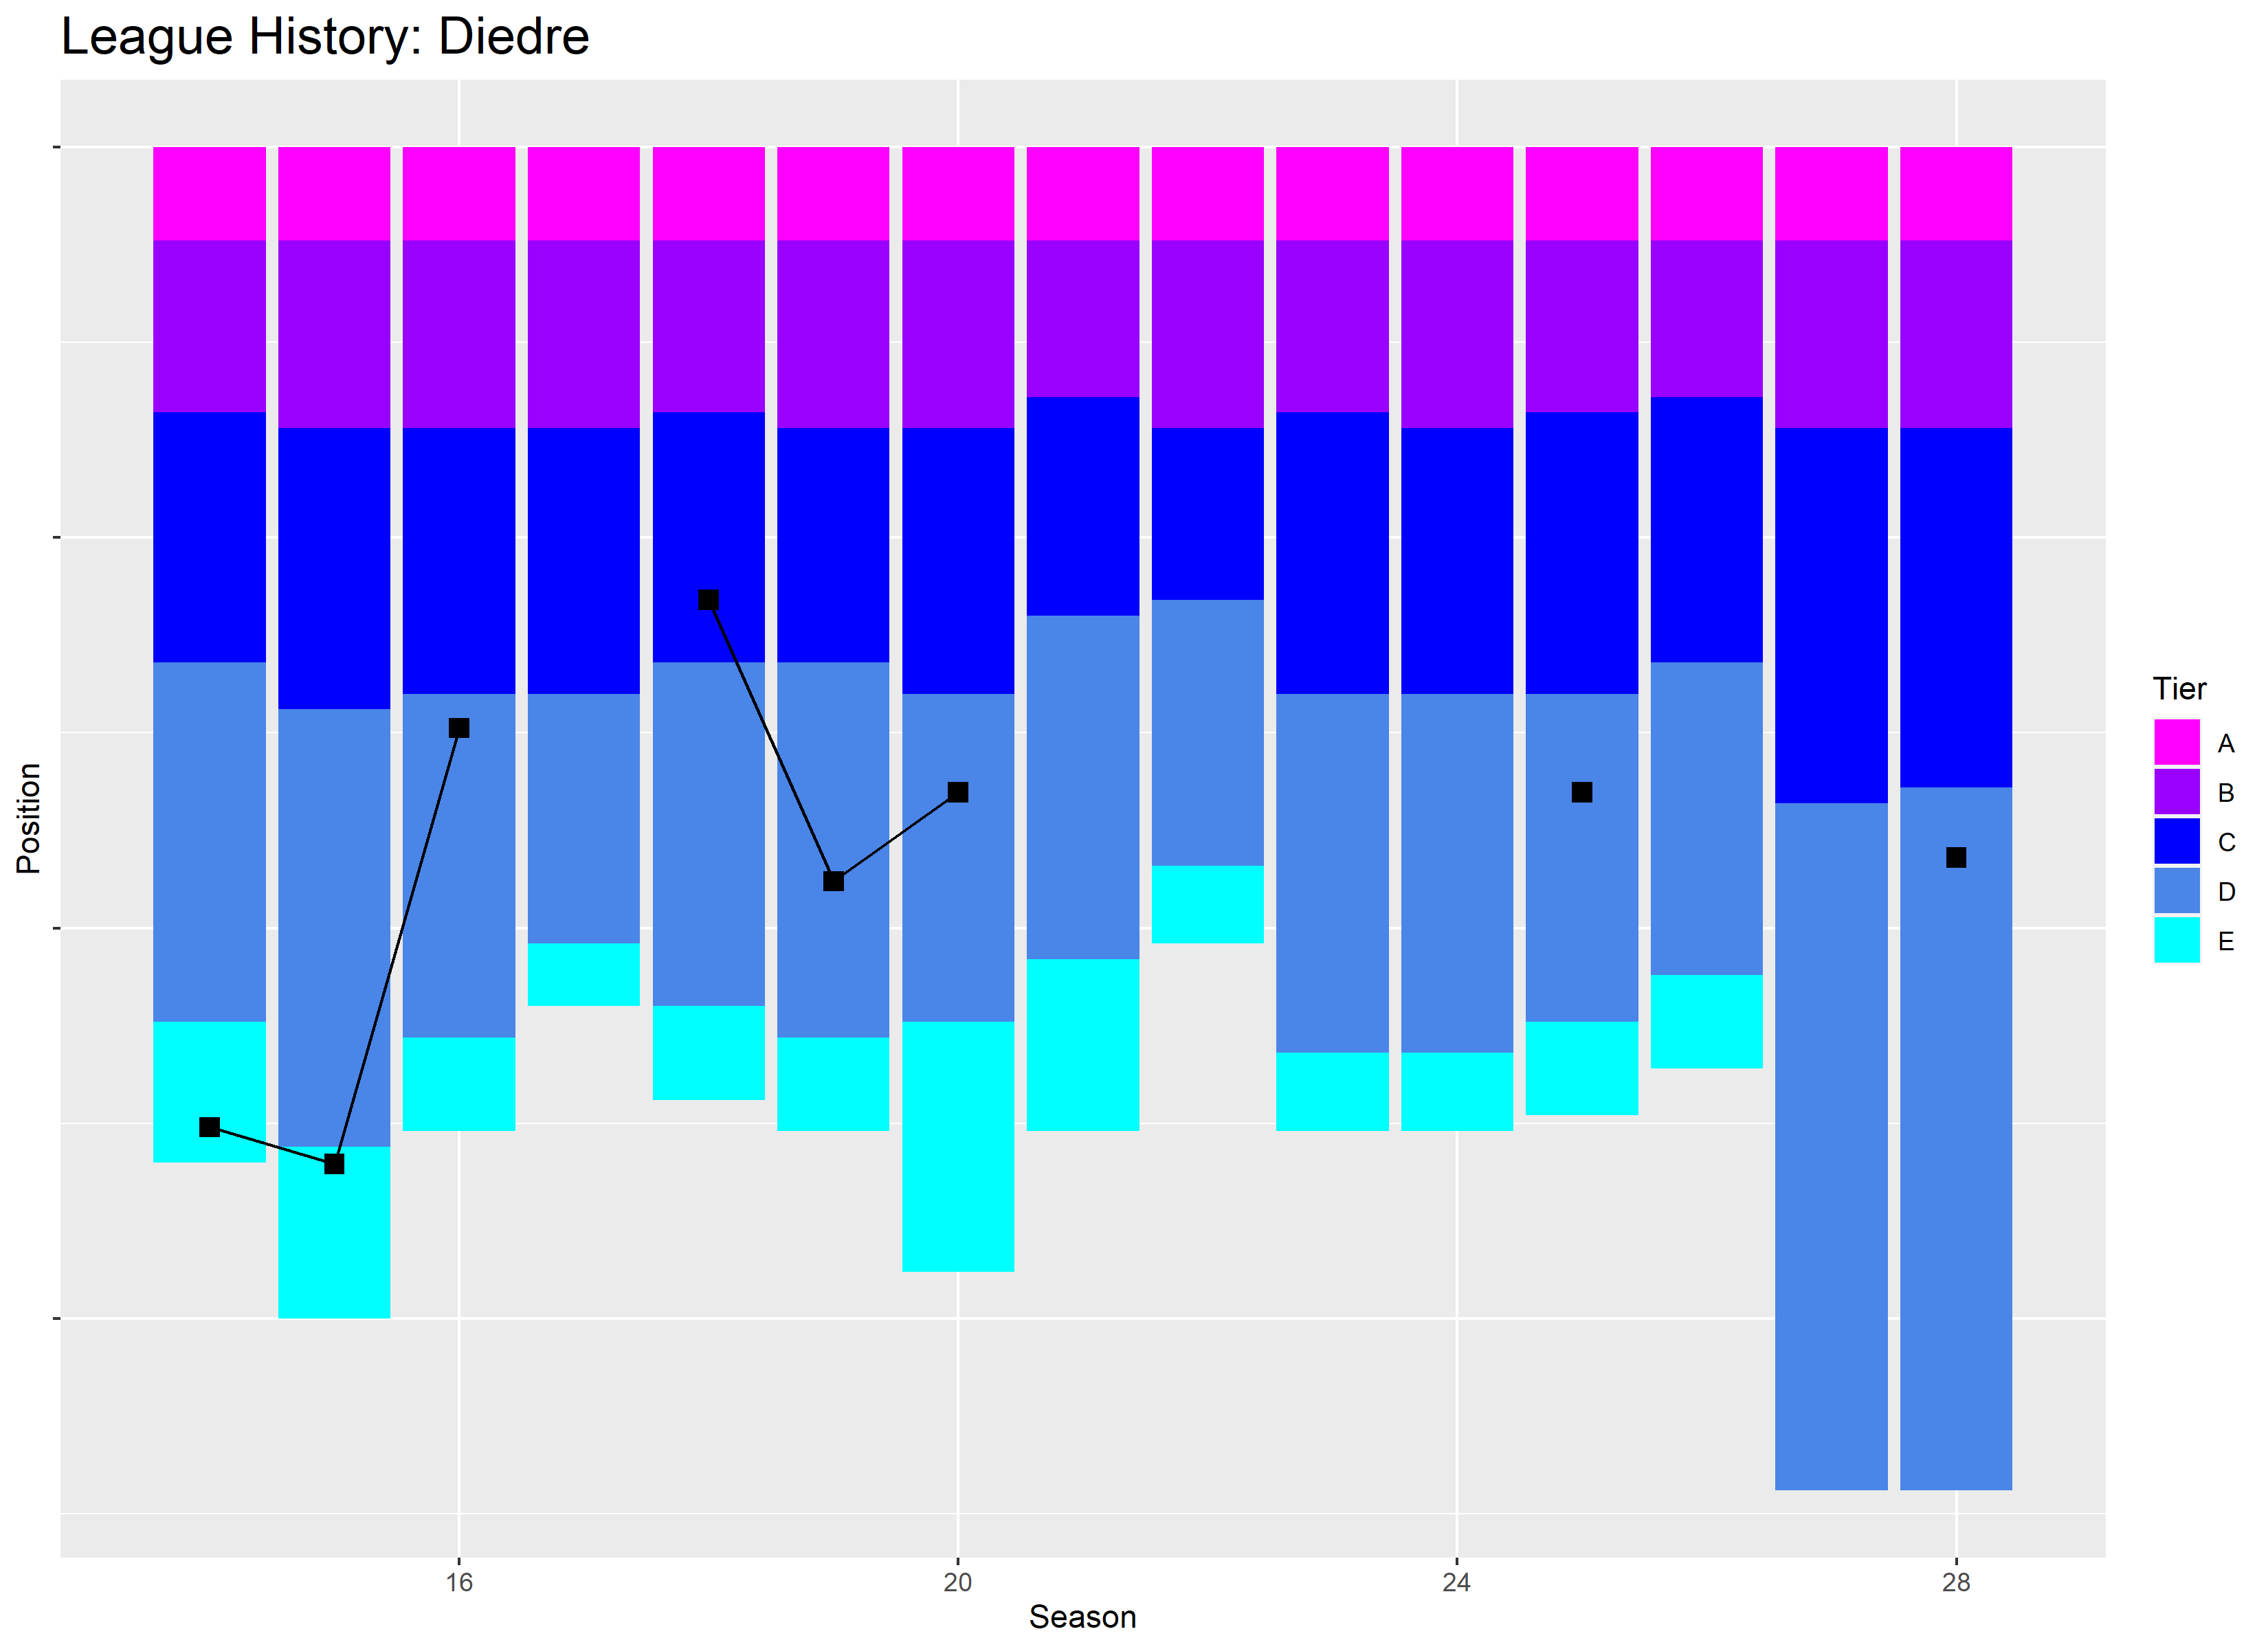 League History: Diedre
Position
16
20
24
28
Season
Tier
A
B
C
D
E